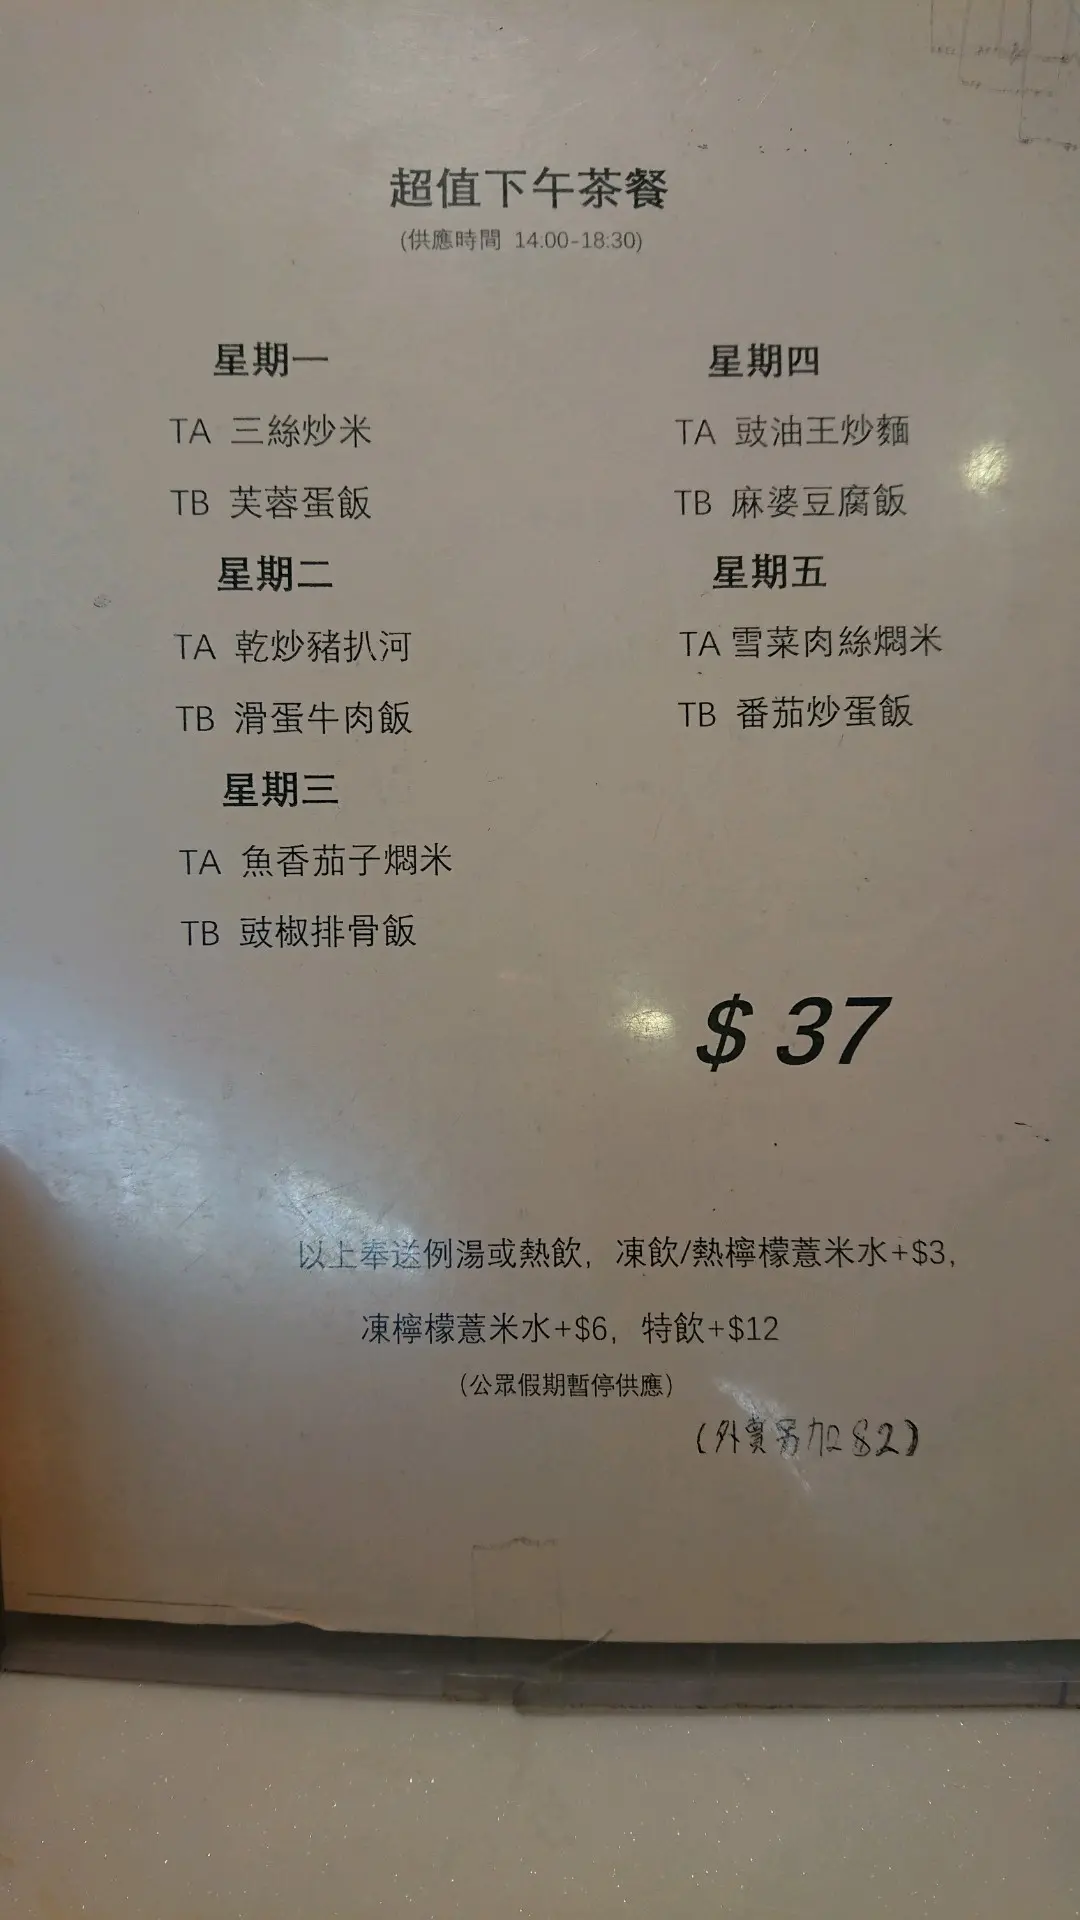 超值下午茶餐
(供應時間 14:00-18:30)
星期一
TA 三絲炒米
TB 芙蓉蛋飯
星期二
TA 乾炒豬扒河
TB 滑蛋牛肉飯
星期三
TA 魚香茄子燜米
TB 豉椒排骨飯
星期四
TA 豉油王炒麵
TB 麻婆豆腐飯
星期五
TA 雪菜肉絲燜米
TB 番茄炒蛋飯
$ 37
以上奉送例湯或熱飲，凍飲/熱檸檬薏米水+$3，
凍檸檬薏米水+$6，特飲+$12
(公眾假期暫停供應)
(外賣另加$2)